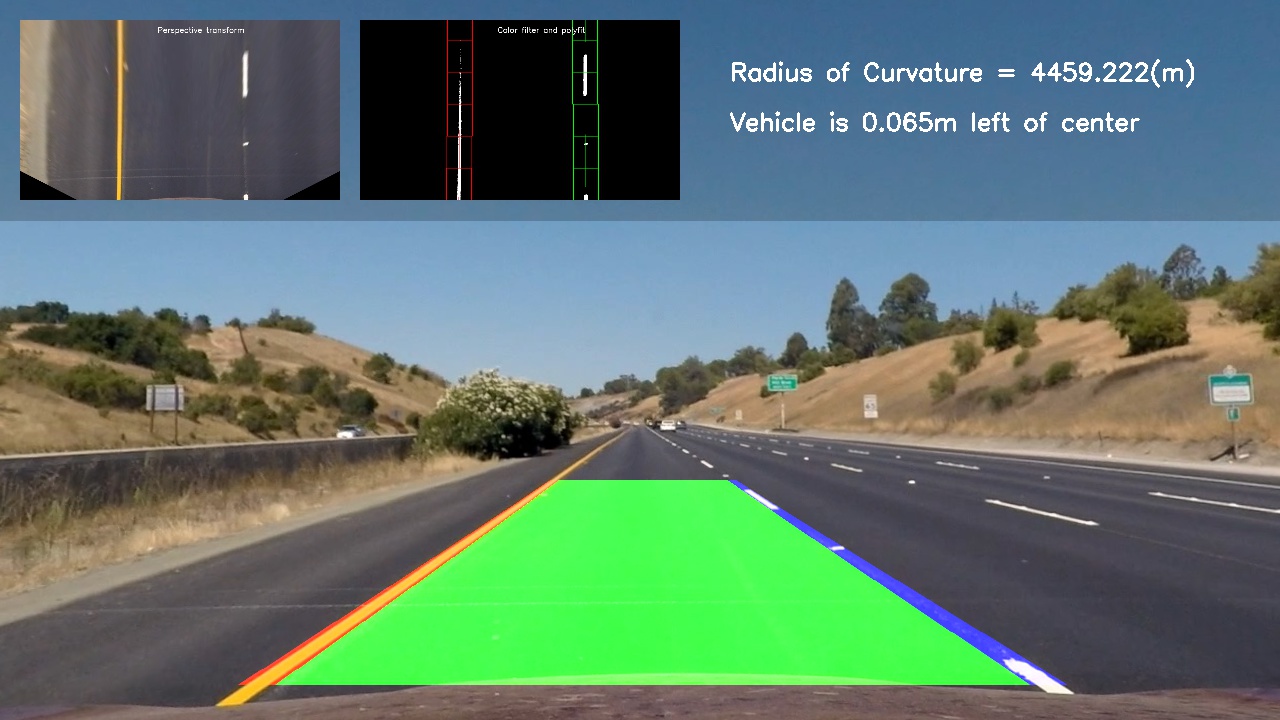 Perspective transform
Color filter and polyfit
Radius of Curvature = 4459.222(m)
Vehicle is 0.065m left of center